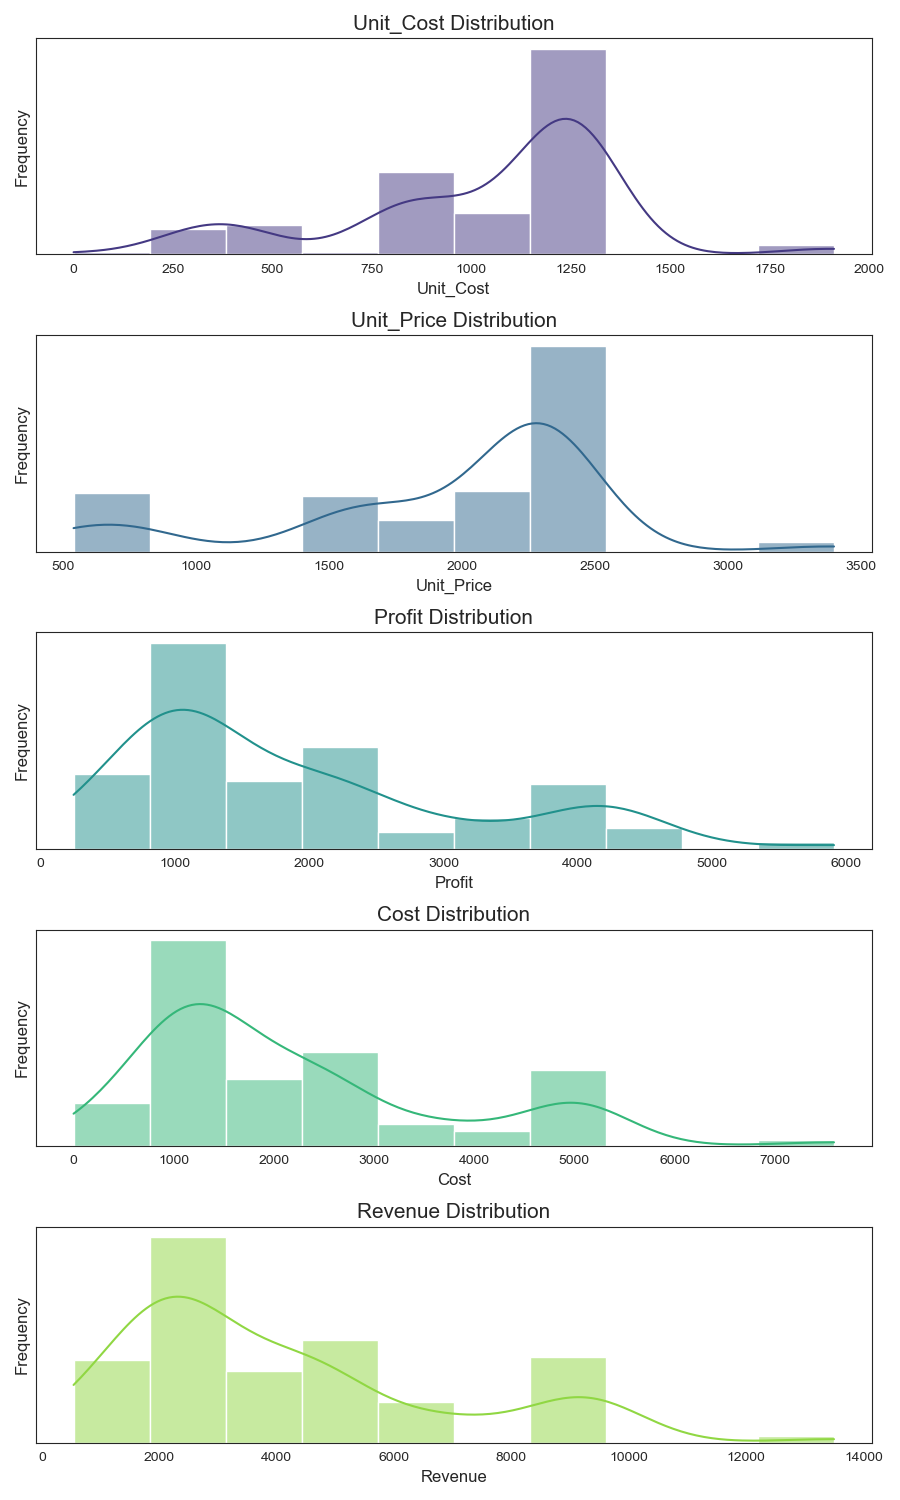 Unit_Cost Distribution
Frequency
0 250 500 750 1000 1250 1500 1750 2000
Unit_Cost
Unit_Price Distribution
Frequency
500 1000 1500 2000 2500 3000 3500
Unit_Price
Profit Distribution
Frequency
0 1000 2000 3000 4000 5000 6000
Profit
Cost Distribution
Frequency
0 1000 2000 3000 4000 5000 6000 7000
Cost
Revenue Distribution
Frequency
0 2000 4000 6000 8000 10000 12000 14000
Revenue